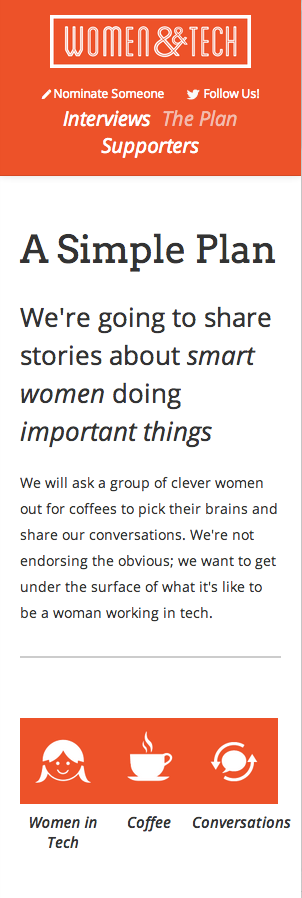 WOMEN && TECH
Nominate Someone Follow Us!
Interviews The Plan
Supporters
A Simple Plan
We're going to share
stories about smart
women doing
important things
We will ask a group of clever women
out for coffees to pick their brains and
share our conversations. We're not
endorsing the obvious; we want to get
under the surface of what it's like to
be a woman working in tech.
Women in
Tech
Coffee
Conversations